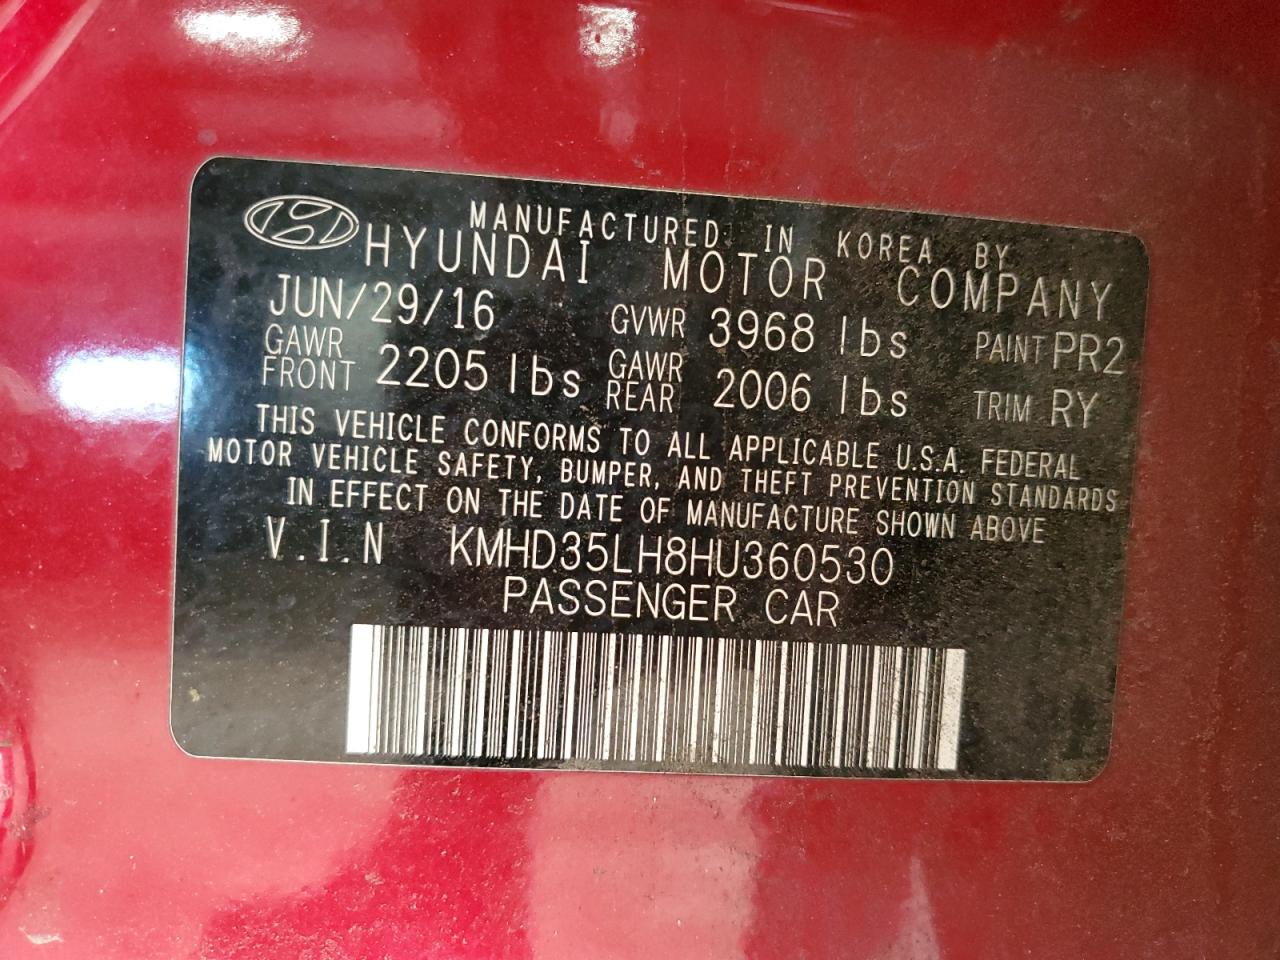 MANUFACTURED IN KOREA BY
HYUNDAI MOTOR COMPANY
JUN/29/16 GVWR 3968 lbs PAINT PR2
GAWR FRONT 2205 lbs GAWR REAR 2006 lbs TRIM RY
THIS VEHICLE CONFORMS TO ALL APPLICABLE U.S.A. FEDERAL
MOTOR VEHICLE SAFETY, BUMPER, AND THEFT PREVENTION STANDARDS
IN EFFECT ON THE DATE OF MANUFACTURE SHOWN ABOVE
V.I.N KMHD35LH8HU360530
PASSENGER CAR